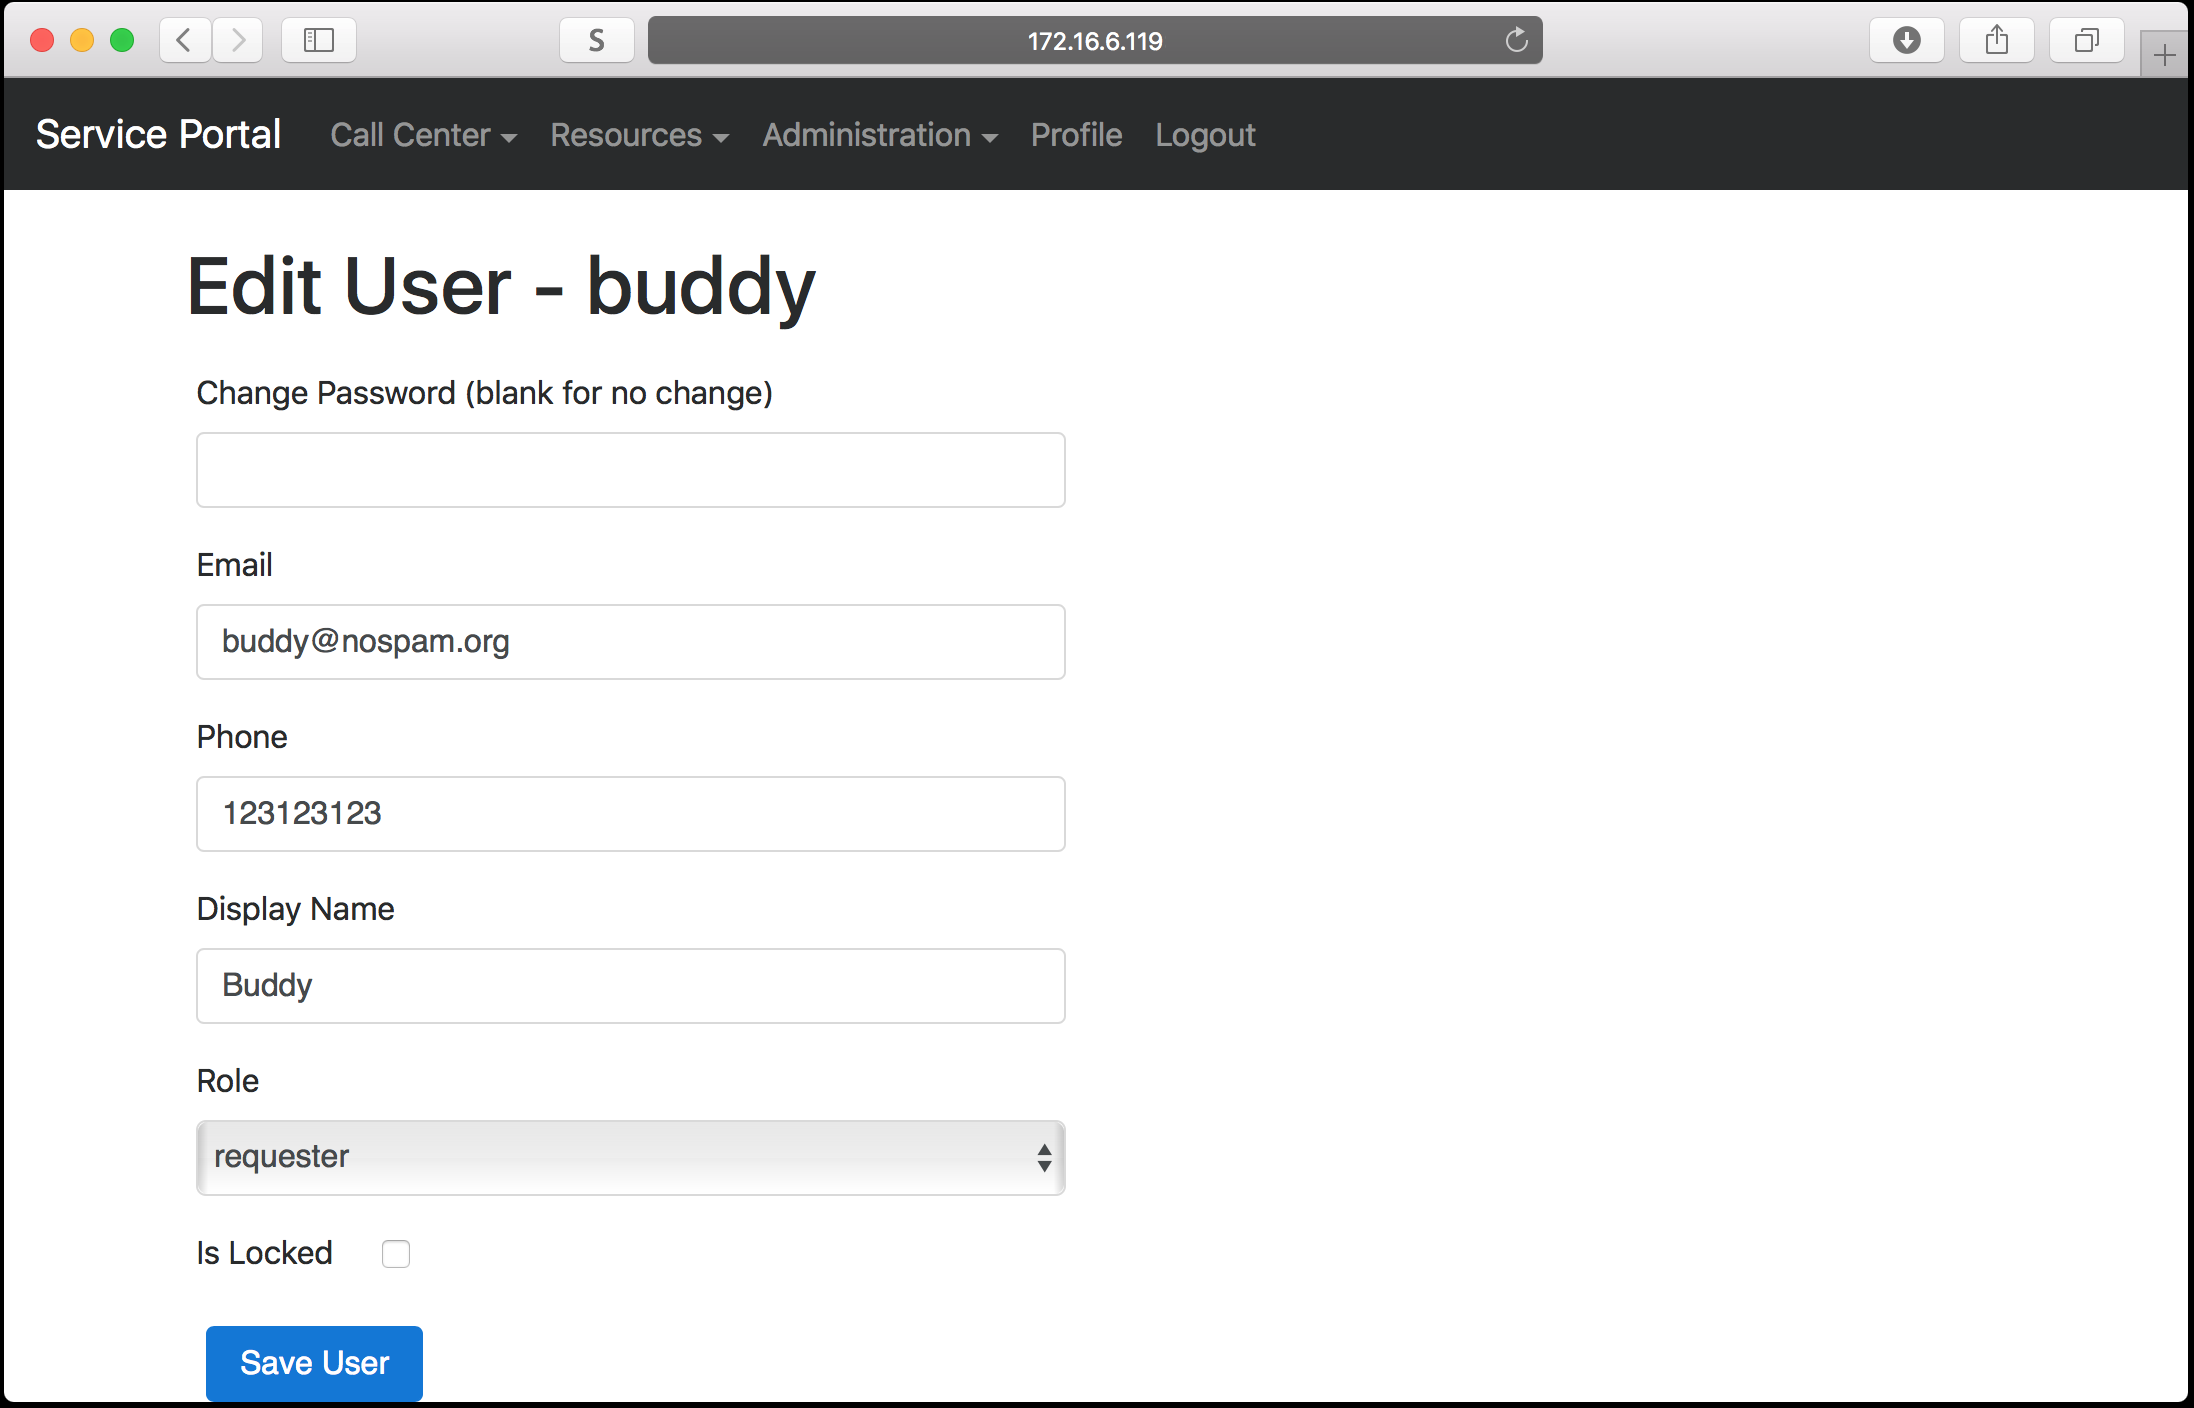 S
172.16.6.119
Service Portal Call Center Resources Administration Profile Logout
Edit User - buddy
Change Password (blank for no change)
Email
buddy@nospam.org
Phone
123123123
Display Name
Buddy
Role
requester
Is Locked
Save User